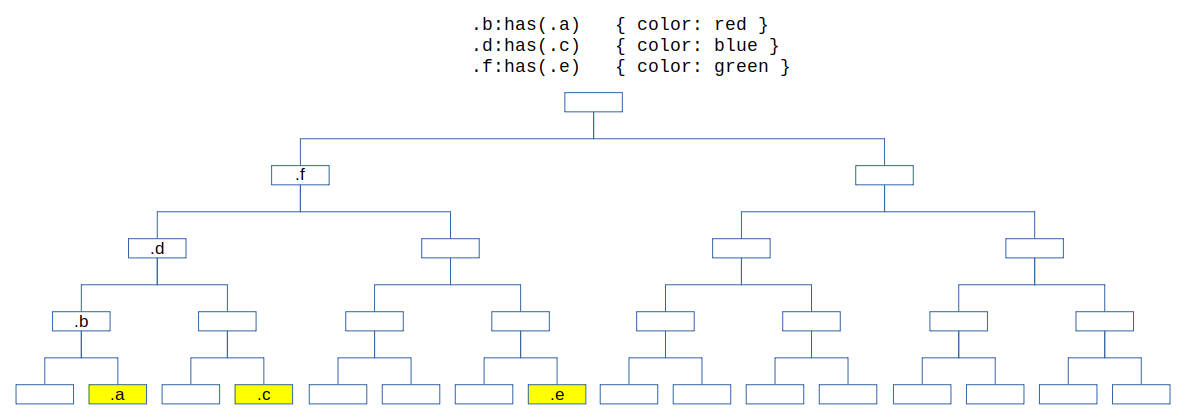 .b:has(.a)   { color: red }
.d:has(.c)   { color: blue }
.f:has(.e)   { color: green }
.f
.d
.b
.a
.c
.e